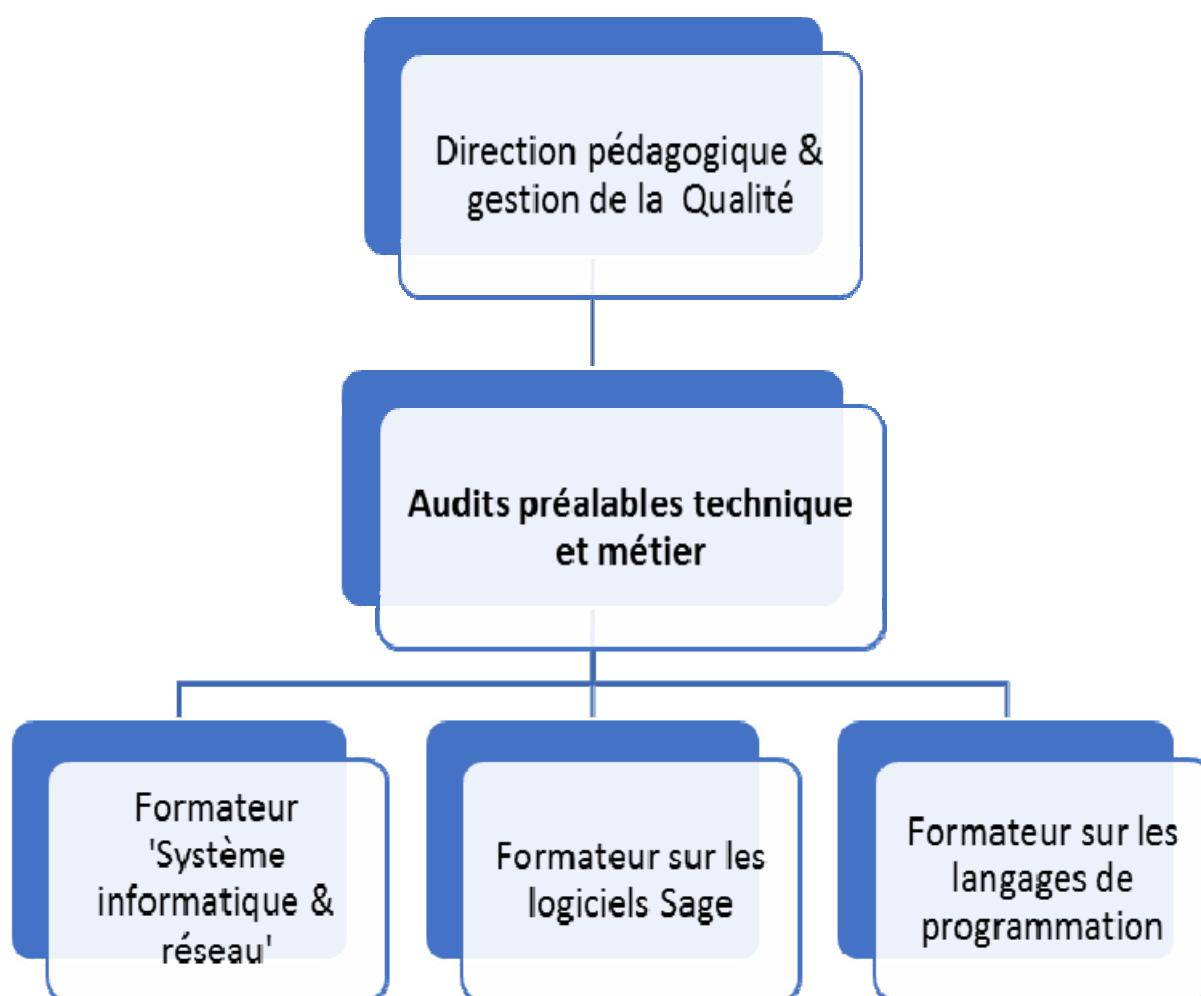 Direction pédagogique &
gestion de la Qualité
Audits préalables technique
et métier
Formateur
'Système
informatique &
réseau'
Formateur sur les
logiciels Sage
Formateur sur les
langages de
programmation